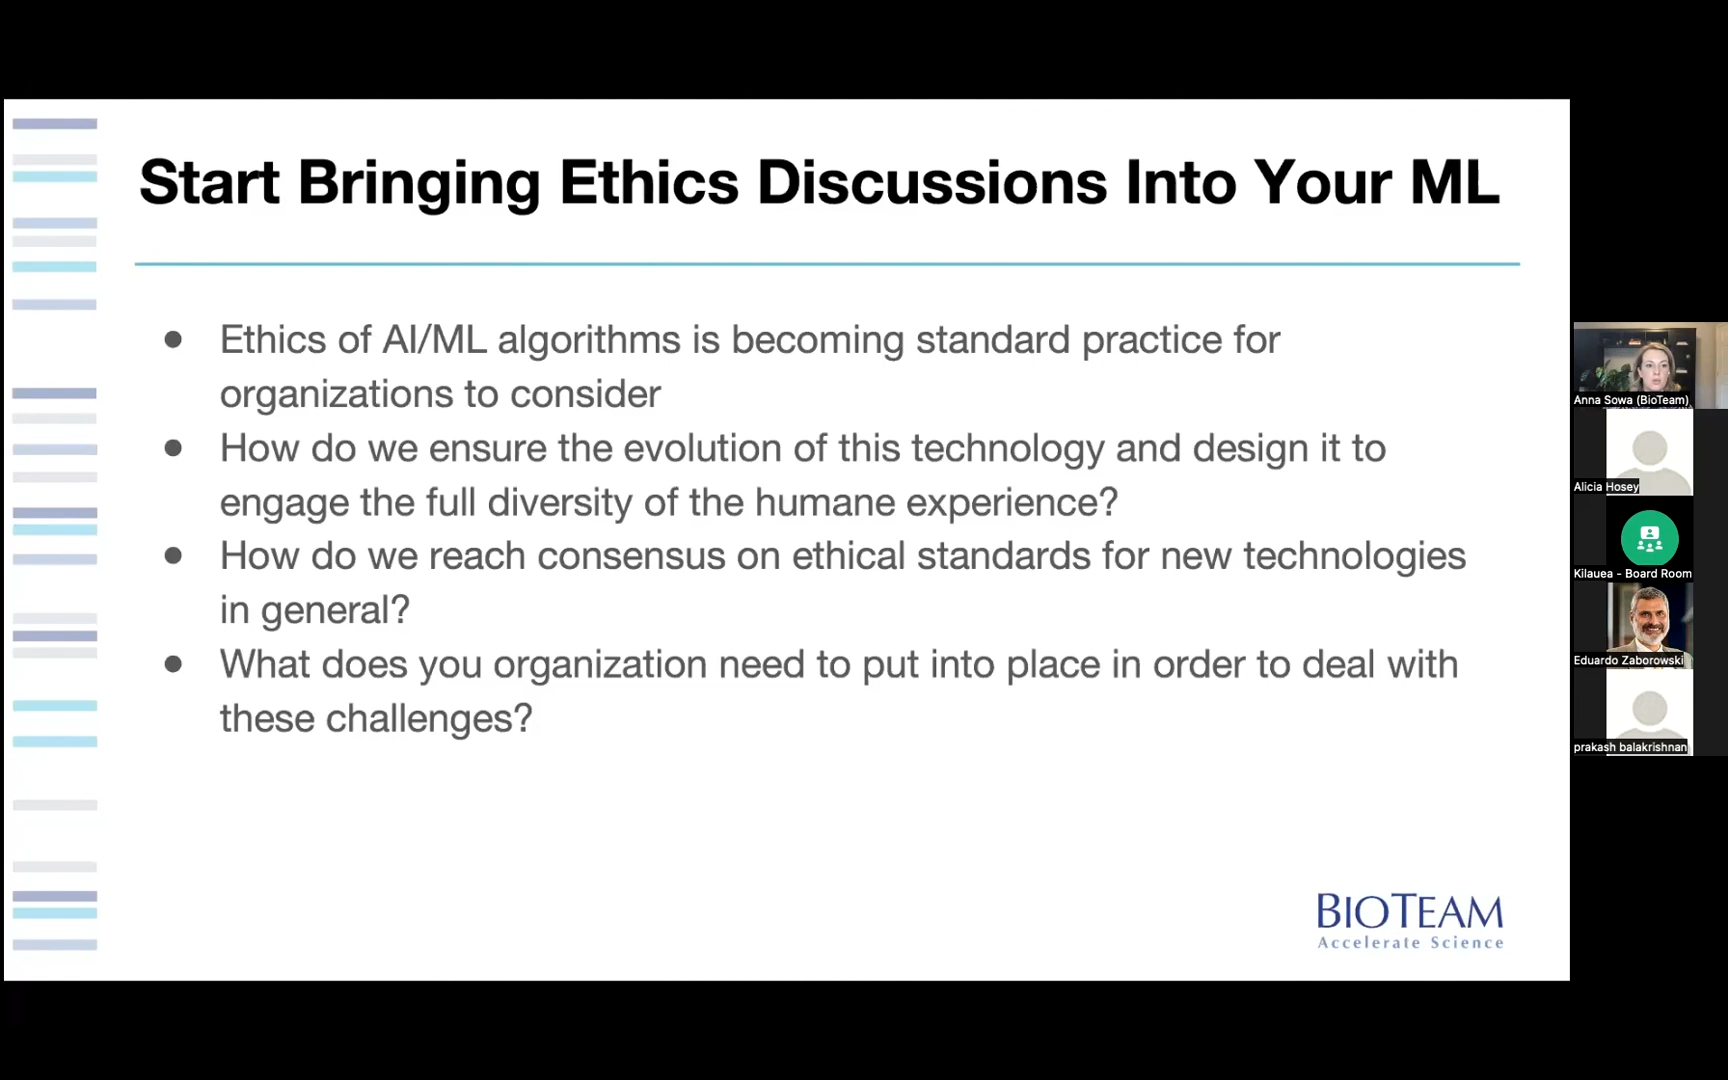 Start Bringing Ethics Discussions Into Your ML
● Ethics of AI/ML algorithms is becoming standard practice for
organizations to consider
● How do we ensure the evolution of this technology and design it to
engage the full diversity of the humane experience?
● How do we reach consensus on ethical standards for new technologies
in general?
● What does you organization need to put into place in order to deal with
these challenges?
BIOTEAM
Accelerate Science
Anna Sowa (BioTeam)
Alicia Hosey
Kilauea - Board Room
Eduardo Zaborowski
prakash balakrishnan